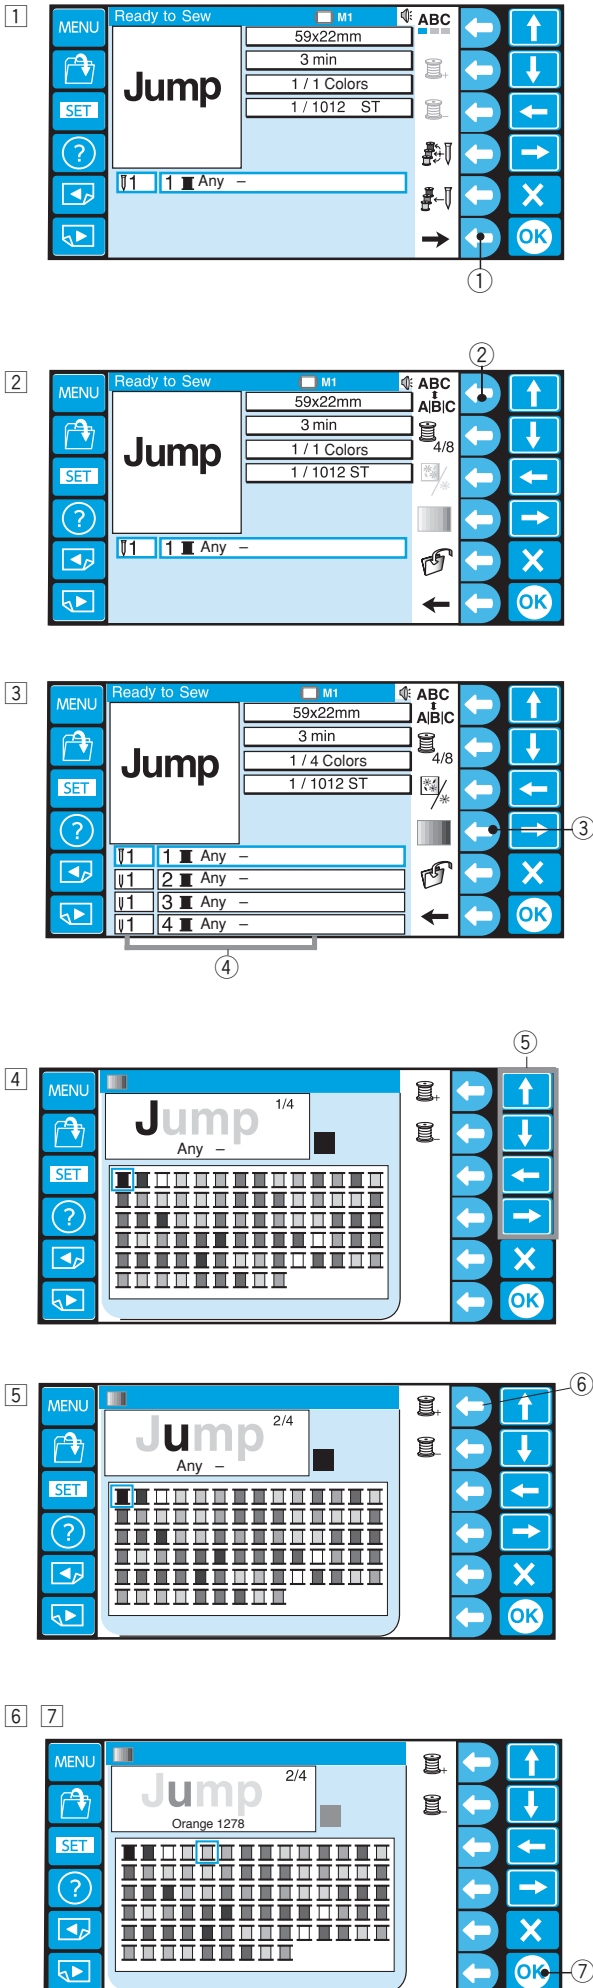 1
MENU
Ready to Sew
M1
ABC
59x22mm
3 min
1 / 1 Colors
SET
1 / 1012 ST
Jump
?
1
1 Any –
OK
①
②
2
MENU
Ready to Sew
M1
ABC
A|B|C
59x22mm
3 min
4/8
1 / 1 Colors
SET
1 / 1012 ST
Jump
?
1
1 Any –
OK
3
MENU
Ready to Sew
M1
ABC
A|B|C
59x22mm
3 min
4/8
1 / 4 Colors
SET
1 / 1012 ST
Jump
?
③
1
1 Any –
1
2 Any –
1
3 Any –
1
4 Any –
OK
④
⑤
4
MENU
Jump
1/4
Any –
SET
?
OK
5
⑥
MENU
Jump
2/4
Any –
SET
?
OK
6 7
MENU
Jump
2/4
Orange 1278
SET
?
OK
⑦